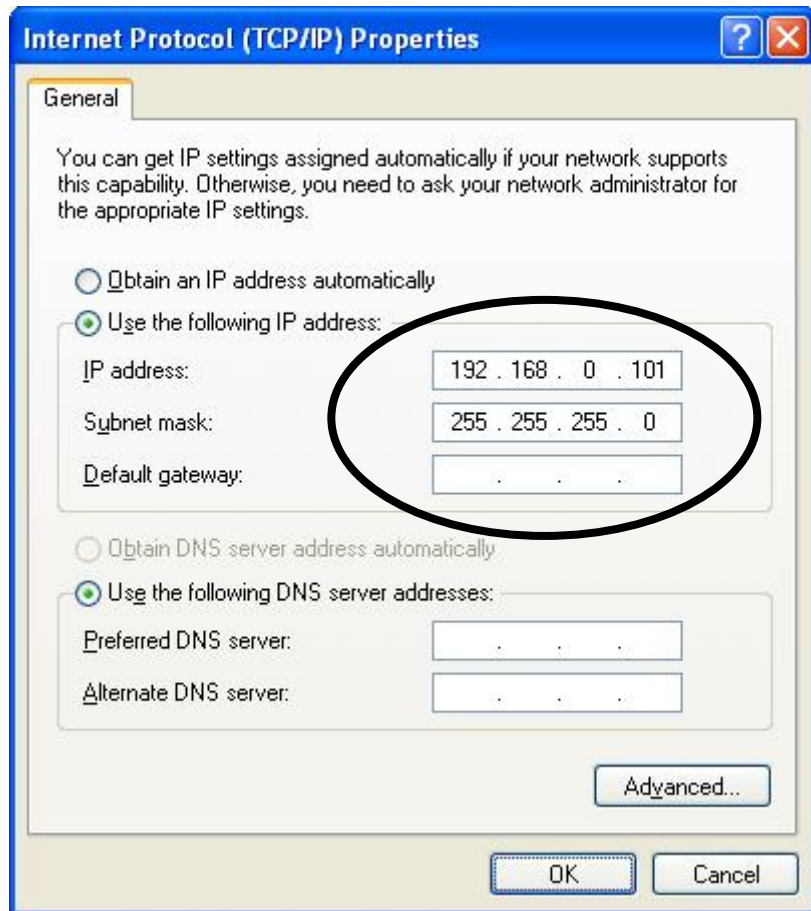 Internet Protocol (TCP/IP) Properties
?
General
You can get IP settings assigned automatically if your network supports
this capability. Otherwise, you need to ask your network administrator for
the appropriate IP settings.
Obtain an IP address automatically
Use the following IP address:
IP address: 192 . 168 . 0 . 101
Subnet mask: 255 . 255 . 255 . 0
Default gateway: . . .
Obtain DNS server address automatically
Use the following DNS server addresses:
Preferred DNS server: . . .
Alternate DNS server: . . .
Advanced...
OK Cancel